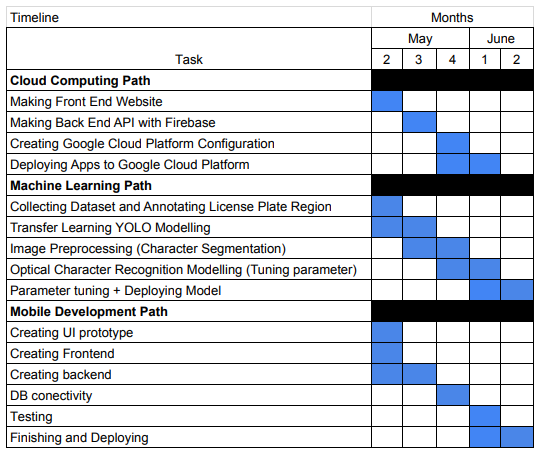 Timeline Months
May June
Task 2 3 4 1 2
Cloud Computing Path
Making Front End Website
Making Back End API with Firebase
Creating Google Cloud Platform Configuration
Deploying Apps to Google Cloud Platform
Machine Learning Path
Collecting Dataset and Annotating License Plate Region
Transfer Learning YOLO Modelling
Image Preprocessing (Character Segmentation)
Optical Character Recognition Modelling (Tuning parameter)
Parameter tuning + Deploying Model
Mobile Development Path
Creating UI prototype
Creating Frontend
Creating backend
DB conectivity
Testing
Finishing and Deploying